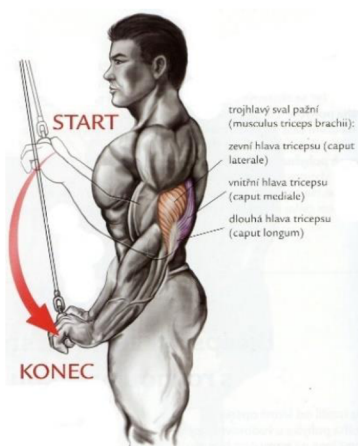 START
trojhlavý sval pažní
(musculus triceps brachii):
zevní hlava tricepsu (caput
laterale)
vnitřní hlava tricepsu
(caput mediale)
dlouhá hlava tricepsu
(caput longum)
KONEC